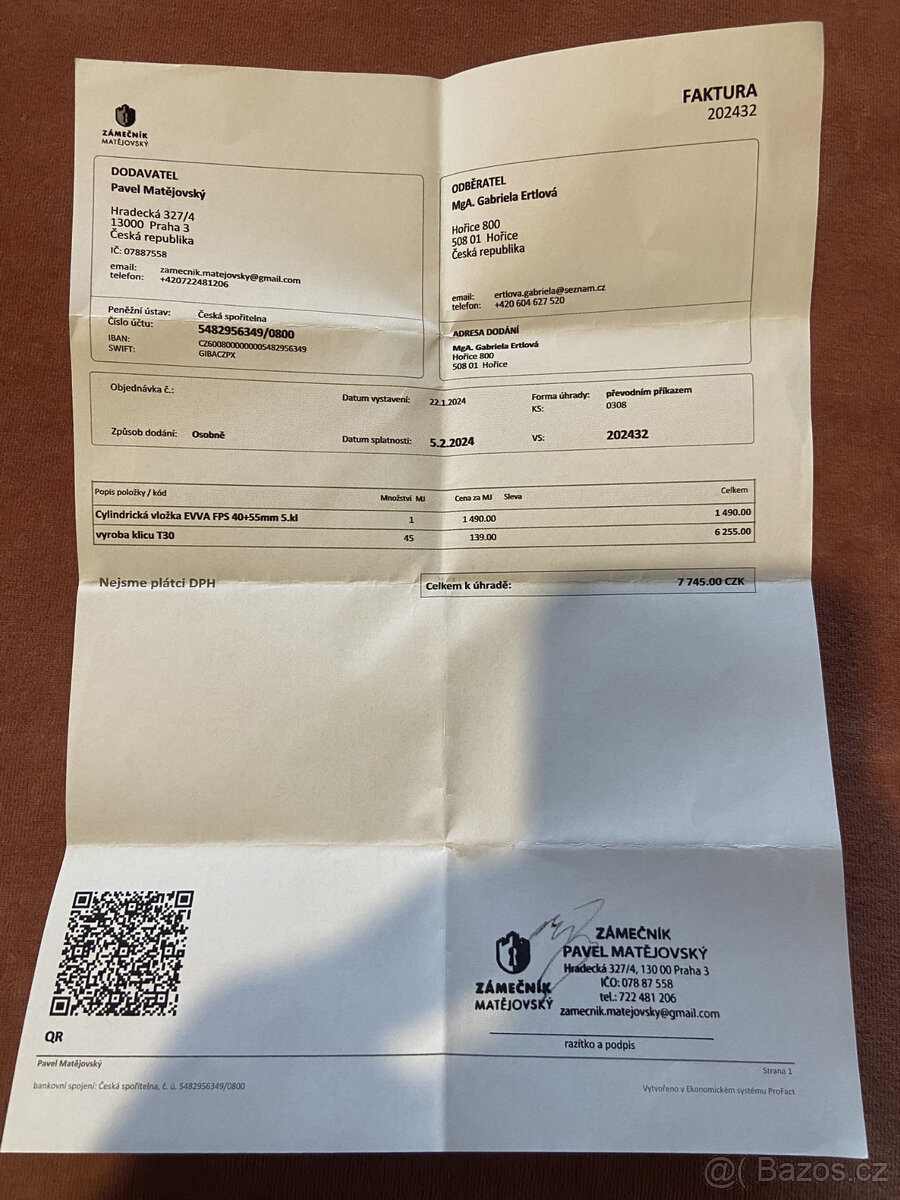 ZÁMEČNÍK
MATĚJOVSKÝ
FAKTURA
202432
DODAVATEL
Pavel Matějovský
Hradecká 327/4
13000 Praha 3
Česká republika
IČ: 07887558
email: zamecnik.matejovsky@gmail.com
telefon: +420722481206
Peněžní ústav: Česká spořitelna
Číslo účtu: 5482956349/0800
IBAN: CZ6008000000005482956349
SWIFT: GIBACZPX
ODBĚRATEL
MgA. Gabriela Ertlová
Hořice 800
508 01 Hořice
Česká republika
email: ertlova.gabriela@seznam.cz
telefon: +420 604 627 520
ADRESA DODÁNÍ
MgA. Gabriela Ertlová
Hořice 800
508 01 Hořice
Objednávka č.: Datum vystavení: 22.1.2024 Forma úhrady: převodním příkazem
KS: 0308
Způsob dodání: Osobně Datum splatnosti: 5.2.2024 VS: 202432
Popis položky / kód Množství MJ Cena za MJ Sleva Celkem
Cylindrická vložka EVVA FPS 40+55mm 5.kl 1 1 490.00 1 490.00
vyroba klicu T30 45 139.00 6 255.00
Nejsme plátci DPH Celkem k úhradě: 7 745.00 CZK
ZÁMEČNÍK
MATĚJOVSKÝ
ZÁMEČNÍK
PAVEL MATĚJOVSKÝ
Hradecká 327/4, 130 00 Praha 3
IČO: 078 87 558
tel.: 722 481 206
zamecnik.matejovsky@gmail.com
razítko a podpis
QR
Pavel Matějovský
Strana 1
bankovní spojení: Česká spořitelna, č. ú. 5482956349/0800
Vytvořeno v Ekonomickém systému ProFact
@( Bazos.cz